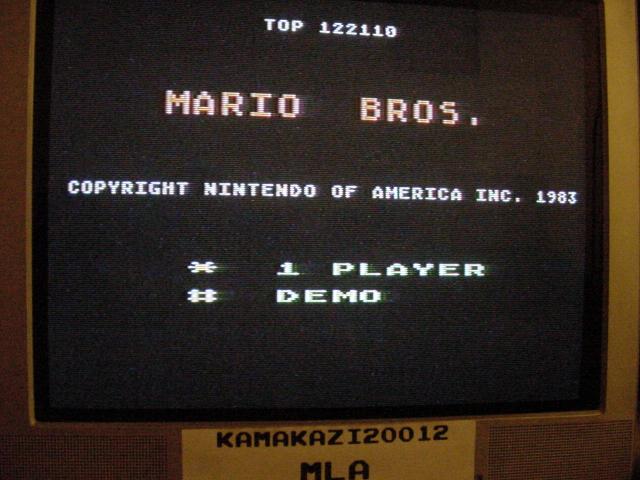 TOP 122110
MARIO BROS.
COPYRIGHT NINTENDO OF AMERICA INC. 1983
* 1 PLAYER
# DEMO
KAMAKAZI20012
MLA